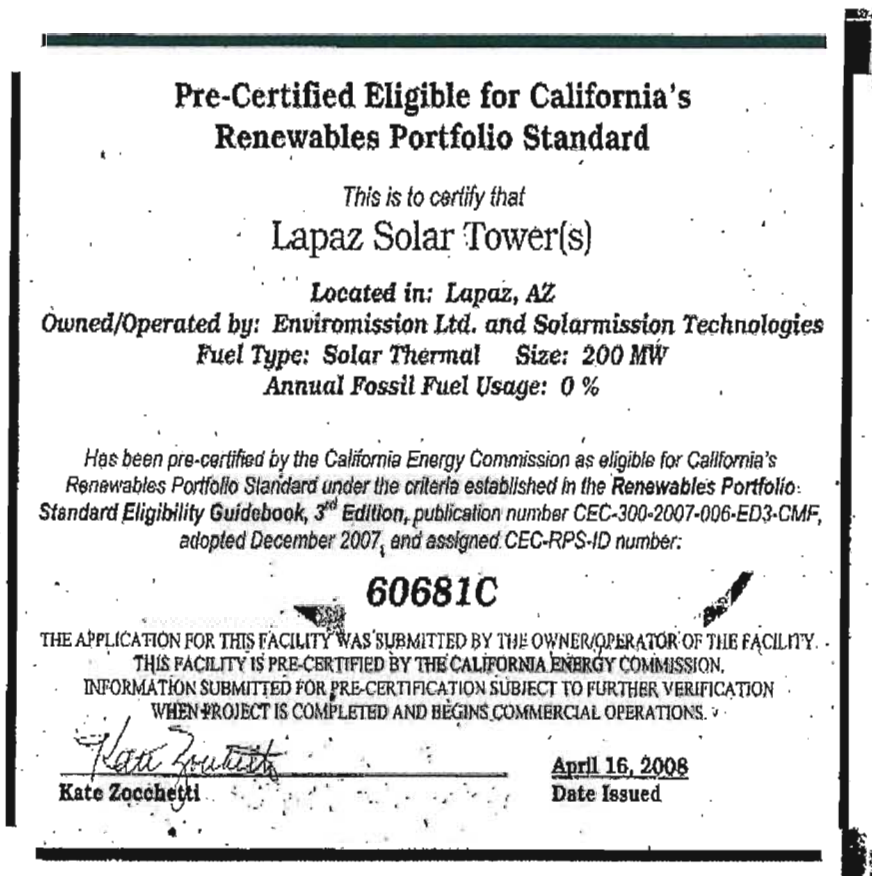 Pre-Certified Eligible for California's
Renewables Portfolio Standard
This is to certify that
Lapaz Solar Tower(s)
Located in: Lapaz, AZ
Owned/Operated by: Enviromission Ltd. and Solarmission Technologies
Fuel Type: Solar Thermal Size: 200 MW
Annual Fossil Fuel Usage: 0 %
Has been pre-certified by the California Energy Commission as eligible for California's
Renewables Portfolio Standard under the criteria established in the Renewables Portfolio
Standard Eligibility Guidebook, 3rd Edition, publication number CEC-300-2007-006-ED3-CMF,
adopted December 2007, and assigned CEC-RPS-ID number:
60681C
THE APPLICATION FOR THIS FACILITY WAS SUBMITTED BY THE OWNER/OPERATOR OF THE FACILITY.
THIS FACILITY IS PRE-CERTIFIED BY THE CALIFORNIA ENERGY COMMISSION.
INFORMATION SUBMITTED FOR PRE-CERTIFICATION SUBJECT TO FURTHER VERIFICATION
WHEN PROJECT IS COMPLETED AND BEGINS COMMERCIAL OPERATIONS.
Kate Zocchetti
April 16, 2008
Kate Zocchetti
Date Issued